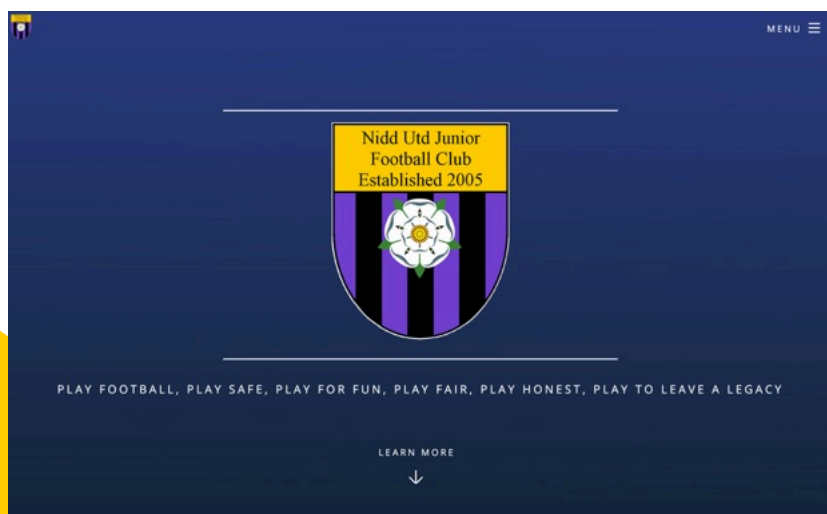 MENU
Nidd Utd Junior
Football Club
Established 2005
PLAY FOOTBALL, PLAY SAFE, PLAY FOR FUN, PLAY FAIR, PLAY HONEST, PLAY TO LEAVE A LEGACY
LEARN MORE